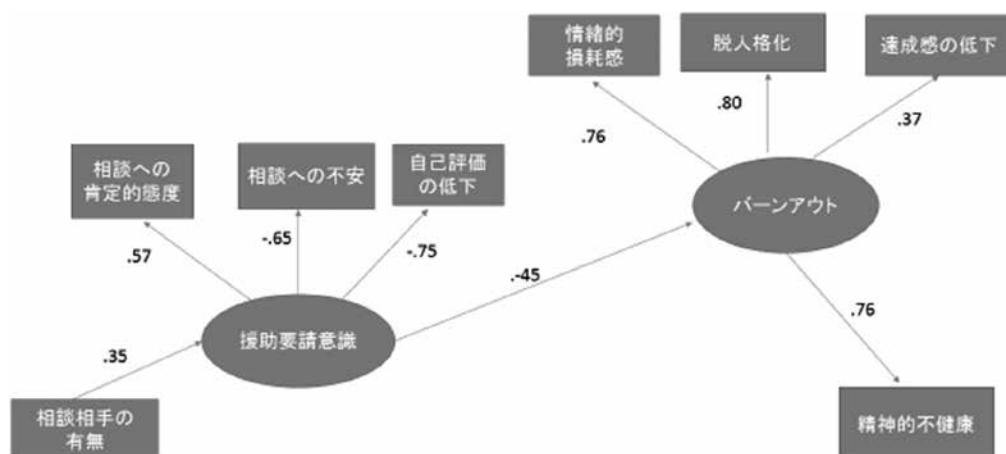 情緒的
損耗感
脱人格化
達成感の低下
.76
.80
.37
相談への
肯定的態度
相談への不安
自己評価
の低下
バーンアウト
.57
-.65
-.75
.-45
援助要請意識
.76
.35
相談相手の
有無
精神的不健康